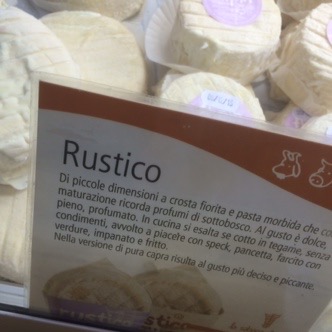 Rustico
Di piccole dimensioni a crosta fiorita e pasta morbida che con
maturazione ricorda profumi di sottobosco. Al gusto è dolce,
pieno, profumato. In cucina si esalta se cotto in tegame, senza
condimenti, avvolto a piacere con speck, pancetta, farcito con
verdure, impanato e fritto.
Nella versione di pura capra risulta al gusto più deciso e piccante.
rustic